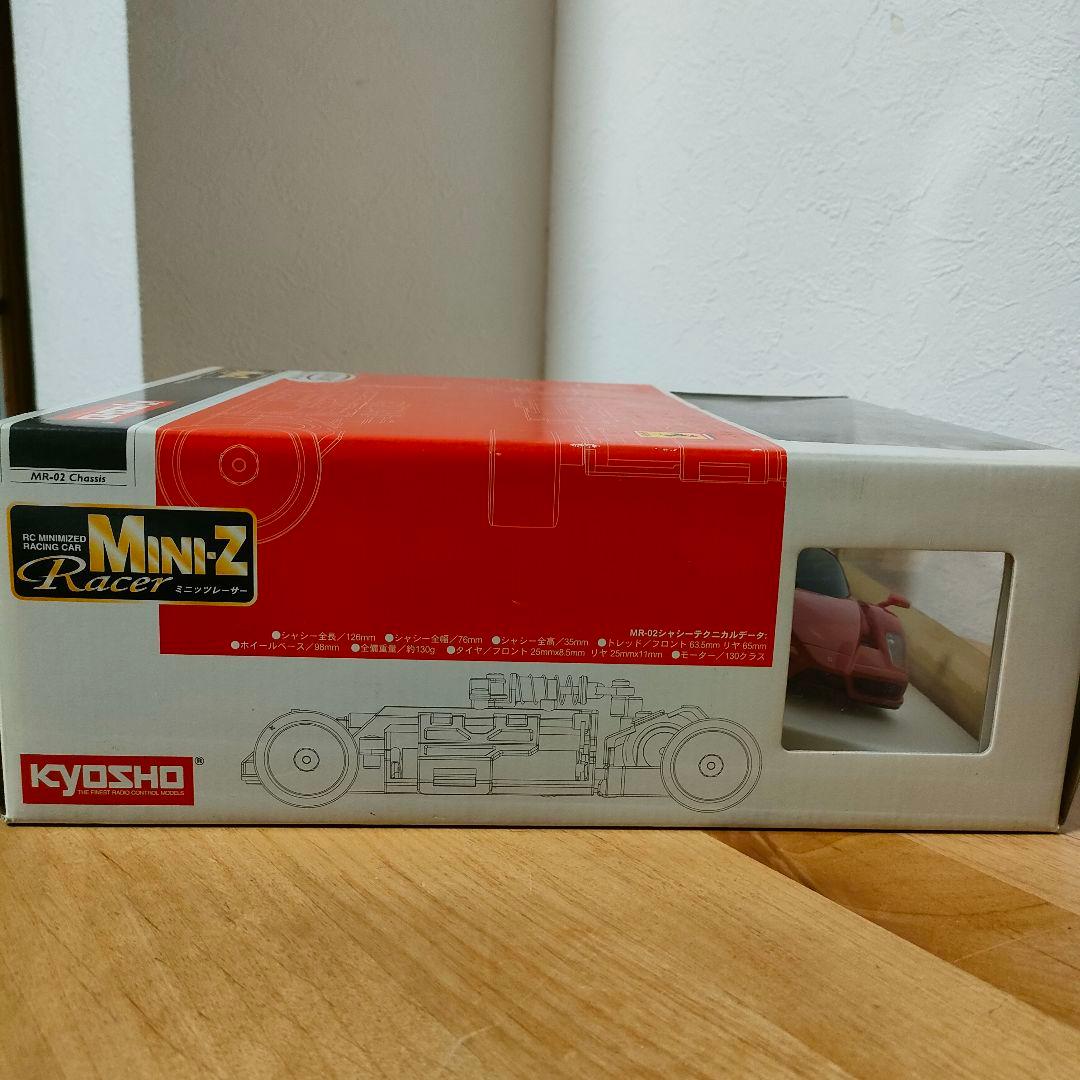 KYOSHO
MR-02 Chassis
RC MINIMIZED
RACING CAR
MINI-Z
Racer
ミニッツレーサー
MR-02シャシーテクニカルデータ:
●シャシー全長／126mm ●シャシー全幅／76mm ●シャシー全高／35mm ●トレッド／フロント 63.5mm リヤ 65mm
●ホイールベース／98mm ●全備重量／約130g ●タイヤ／フロント 25mmx8.5mm リヤ 25mmx11mm ●モーター／130クラス
KYOSHO®
THE FINEST RADIO CONTROL MODELS